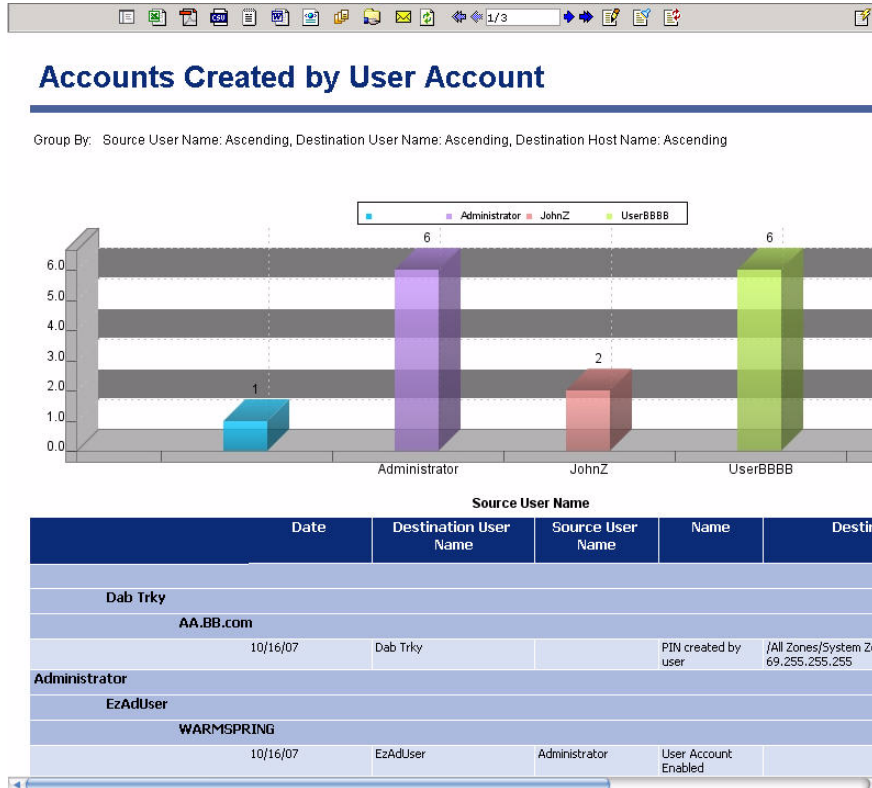 1/3
Accounts Created by User Account
Group By: Source User Name: Ascending, Destination User Name: Ascending, Destination Host Name: Ascending
Administrator JohnZ UserBBBB
6 6
6.0
5.0
4.0
3.0
2
2.0
1
1.0
0.0
Administrator JohnZ UserBBBB
Source User Name
Date Destination User Name Source User Name Name Destin
Dab Trky
AA.BB.com
10/16/07 Dab Trky PIN created by user /All Zones/System Z 69.255.255.255
Administrator
EzAdUser
WARMSPRING
10/16/07 EzAdUser Administrator User Account Enabled